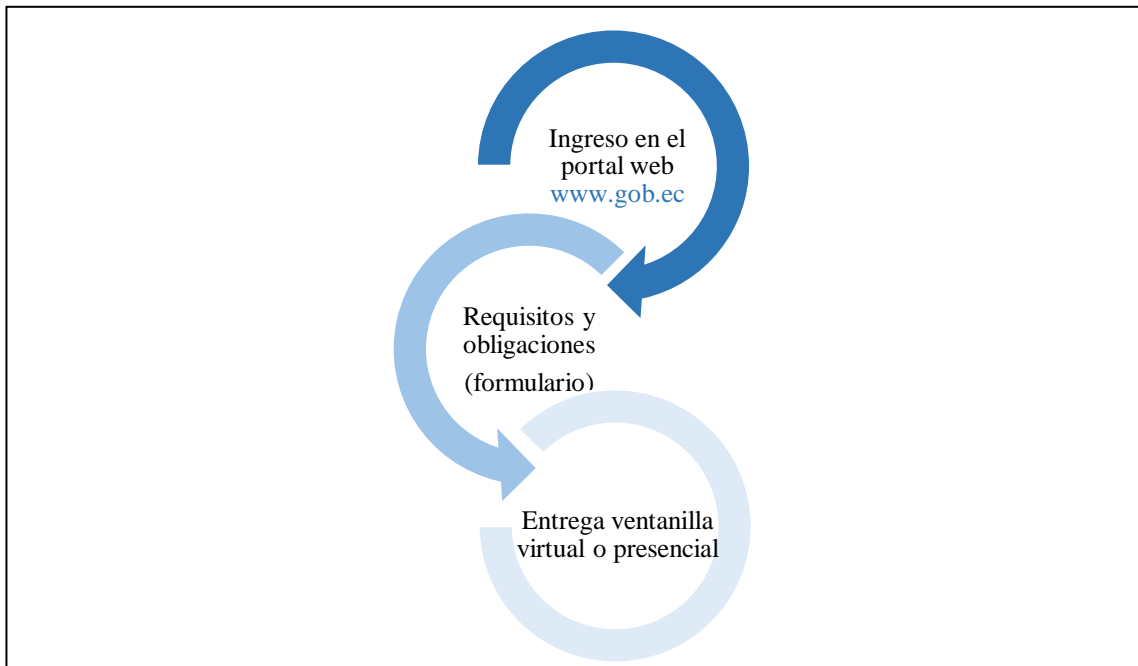 Ingreso en el
portal web
www.gob.ec
Requisitos y
obligaciones
(formulario)
Entrega ventanilla
virtual o presencial